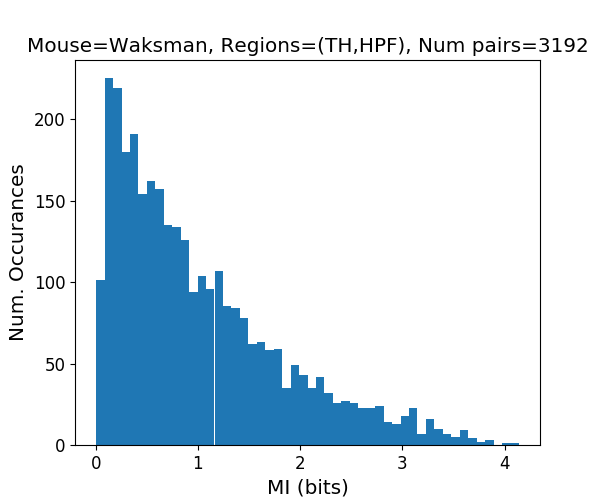 Mouse=Waksman, Regions=(TH,HPF), Num pairs=3192
Num. Occurances
200
150
100
50
0
0 1 2 3 4
MI (bits)